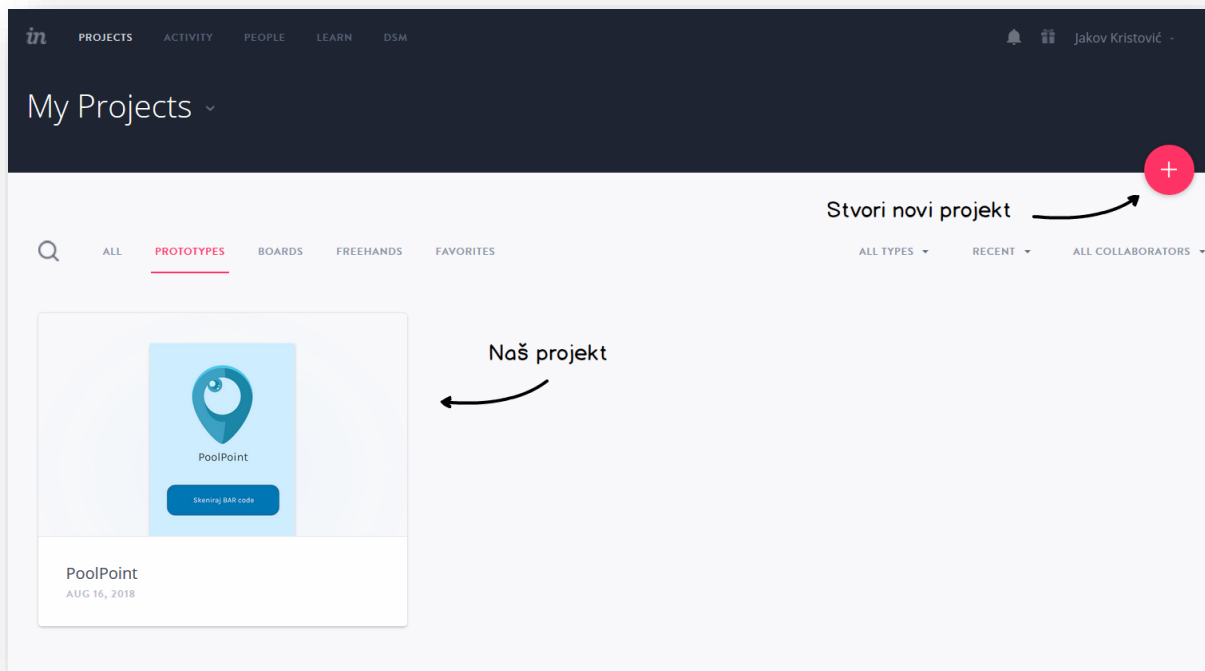 in PROJECTS ACTIVITY PEOPLE LEARN DSM Jakov Kristović
My Projects
Stvori novi projekt
ALL PROTOTYPES BOARDS FREEHANDS FAVORITES ALL TYPES RECENT ALL COLLABORATORS
Naš projekt
PoolPoint
Skeniraj BAR code
PoolPoint
AUG 16, 2018